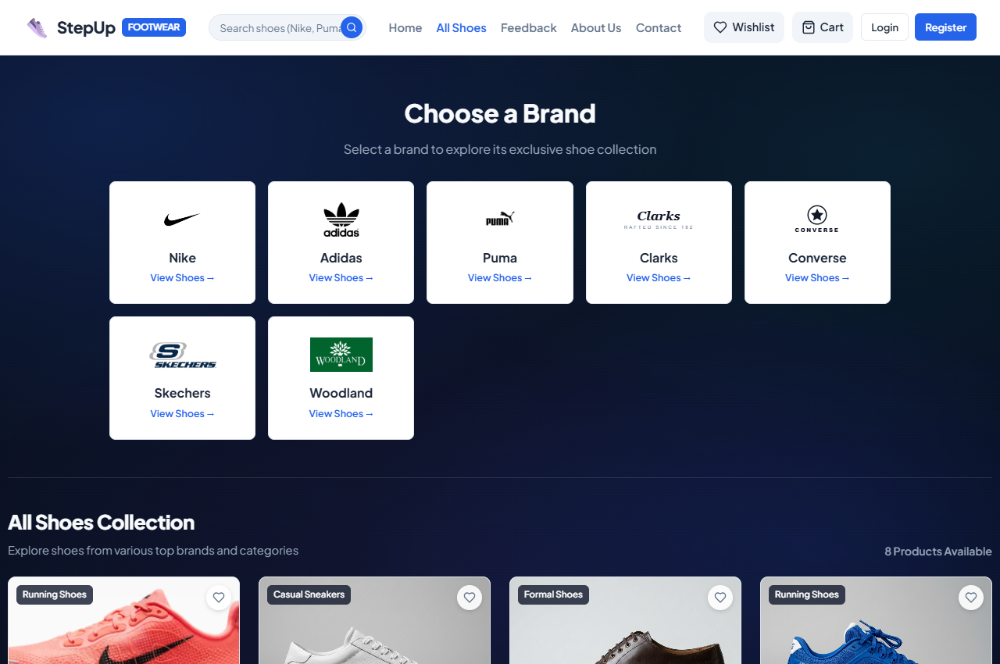 StepUp FOOTWEAR Search shoes (Nike, Puma Home All Shoes Feedback About Us Contact Wishlist Cart Login Register
Choose a Brand
Select a brand to explore its exclusive shoe collection
adidas PUMA Clarks CONVERSE
RAFTED SINCE 182
Nike Adidas Puma Clarks Converse
View Shoes → View Shoes → View Shoes → View Shoes → View Shoes →
SKECHERS WOODLAND
Skechers Woodland
View Shoes → View Shoes →
All Shoes Collection
Explore shoes from various top brands and categories 8 Products Available
Running Shoes Casual Sneakers Formal Shoes Running Shoes